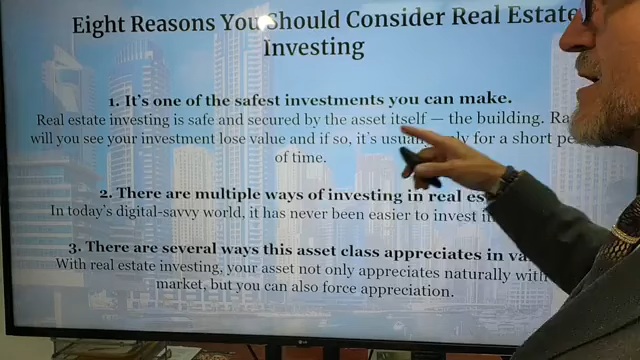 Eight Reasons You Should Consider Real Estate
Investing
1. It's one of the safest investments you can make.
Real estate investing is safe and secured by the asset itself — the building.
will you see your investment lose value and if so, it's for a short
of time.
2. There are multiple ways of investing in real
In today's digital-savvy world, it has never been easier to invest
3. There are several ways this asset class appreciates in
With real estate investing, your asset not only appreciates naturally with
market, but you can also force appreciation.
LG